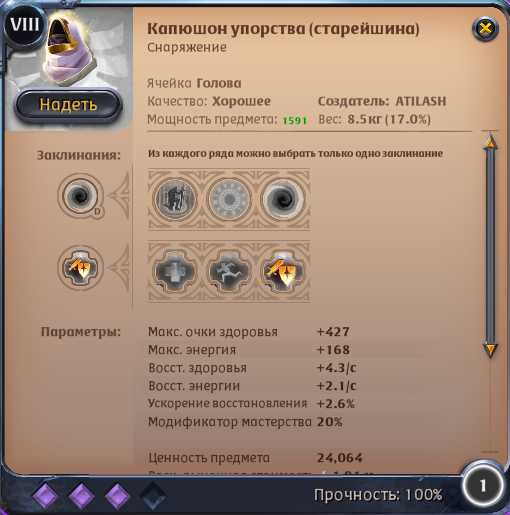 VIII
Капюшон упорства (старейшина)
Снаряжение
Надеть
Ячейка Голова
Качество: Хорошее Создатель: ATILASH
Мощность предмета: 1591 Вес: 8.5кг (17.0%)
Заклинания: Из каждого ряда можно выбрать только одно заклинание
D
Параметры:
Макс. очки здоровья +427
Макс. энергия +168
Восст. здоровья +4.3/с
Восст. энергии +2.1/с
Ускорение восстановления +2.6%
Модификатор мастерства 20%
Ценность предмета 24,064
Прочность: 100% 1